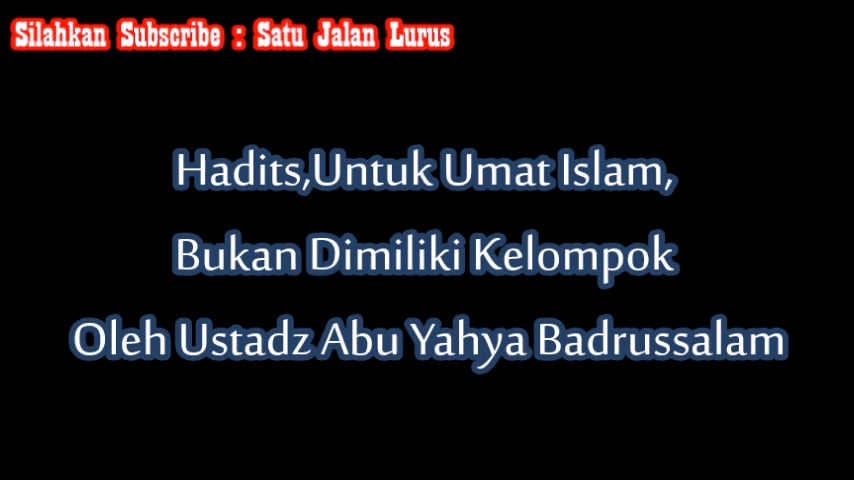 Silahkan Subscribe : Satu Jalan Lurus
Hadits,Untuk Umat Islam,
Bukan Dimiliki Kelompok
Oleh Ustadz Abu Yahya Badrussalam